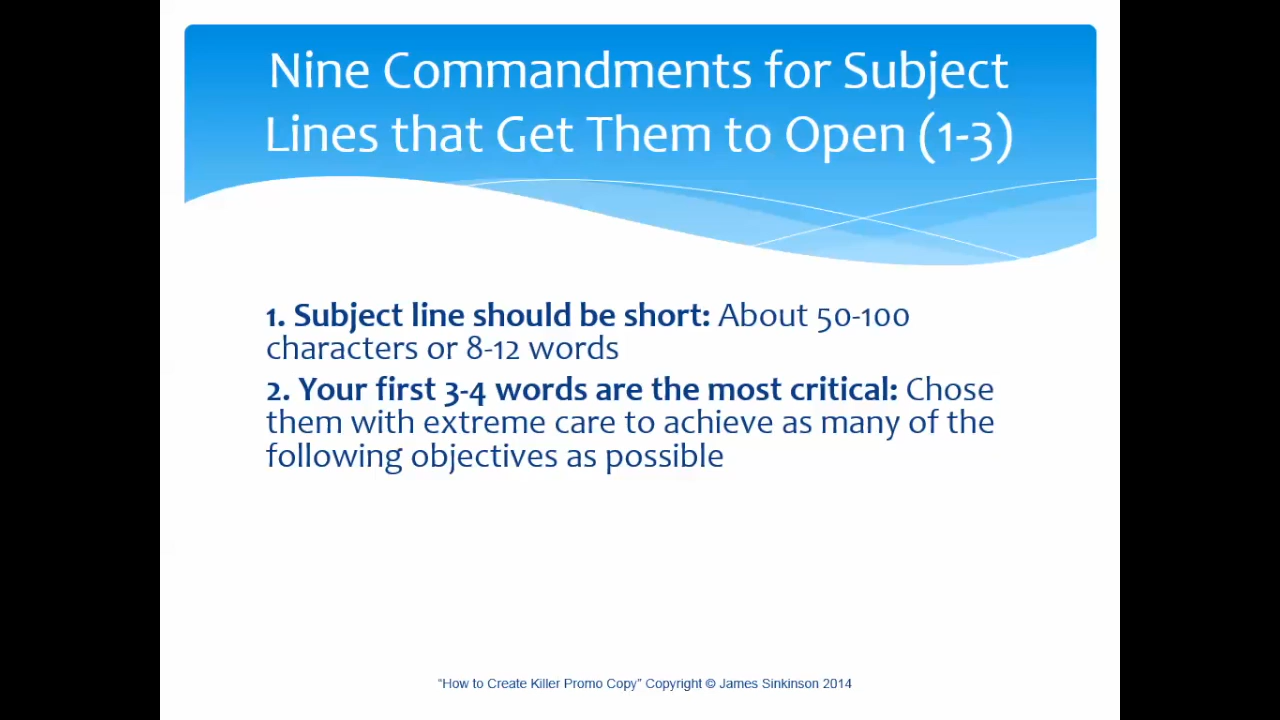 Nine Commandments for Subject
Lines that Get Them to Open (1-3)
1. Subject line should be short: About 50-100
characters or 8-12 words
2. Your first 3-4 words are the most critical: Chose
them with extreme care to achieve as many of the
following objectives as possible
"How to Create Killer Promo Copy" Copyright © James Sinkinson 2014